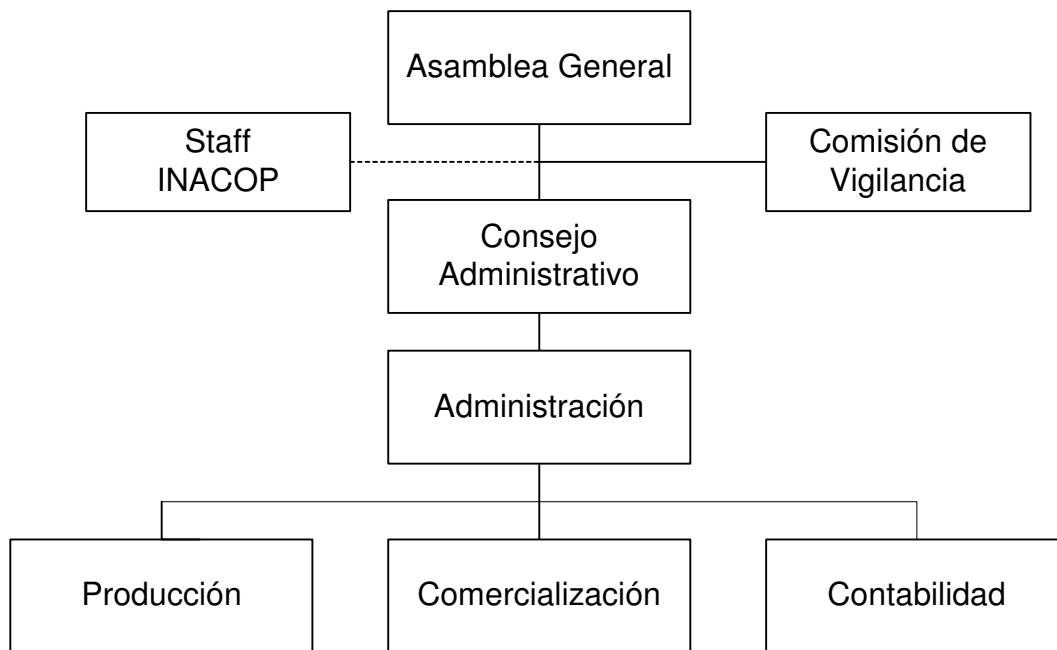 Asamblea General
Staff
INACOP
Comisión de
Vigilancia
Consejo
Administrativo
Administración
Producción
Comercialización
Contabilidad